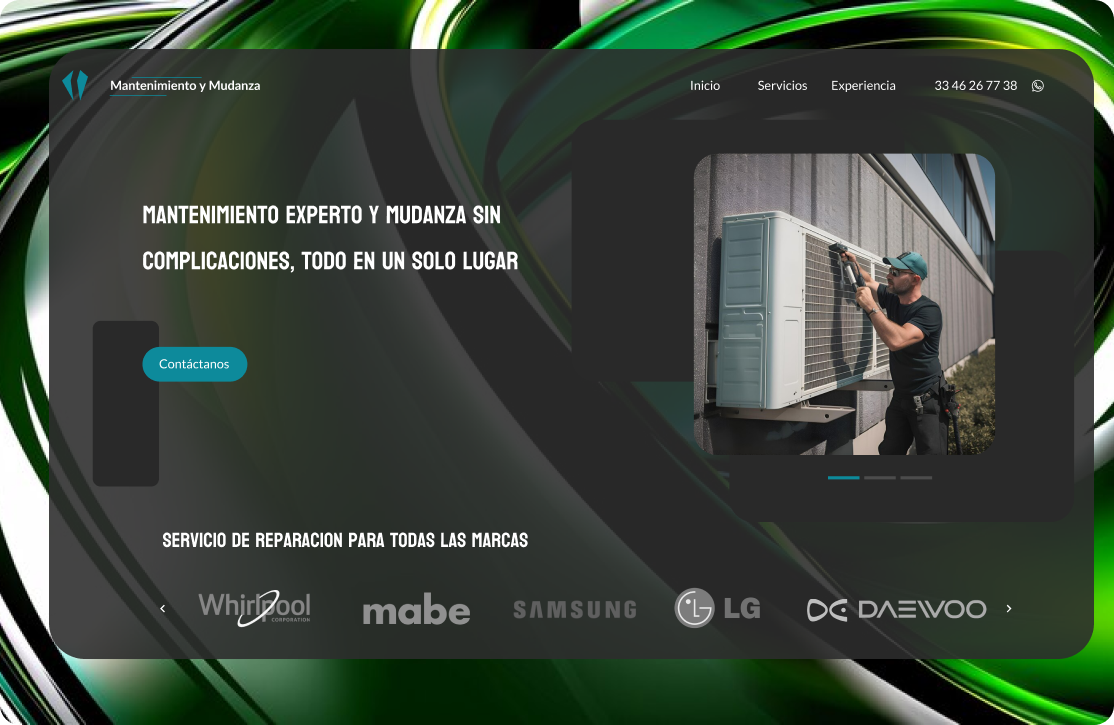 Mantenimiento y Mudanza
Inicio Servicios Experiencia 33 46 26 77 38
MANTENIMIENTO EXPERTO Y MUDANZA SIN
COMPLICACIONES, TODO EN UN SOLO LUGAR
Contáctanos
SERVICIO DE REPARACION PARA TODAS LAS MARCAS
Whirlpool
CORPORATION
mabe
SAMSUNG
LG
DAEWOO